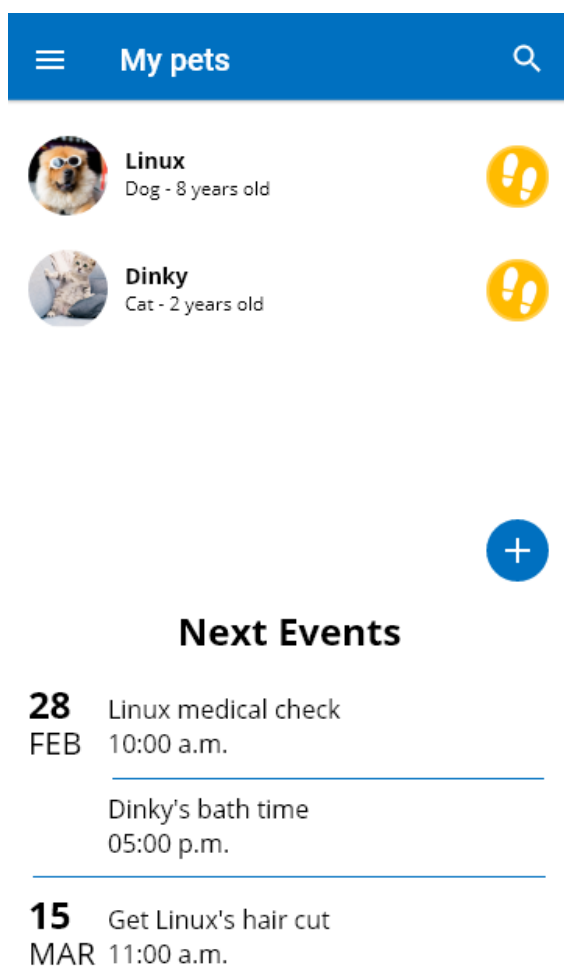 My pets
Linux
Dog - 8 years old
Dinky
Cat - 2 years old
Next Events
28
FEB
Linux medical check
10:00 a.m.
Dinky's bath time
05:00 p.m.
15
MAR
Get Linux's hair cut
11:00 a.m.